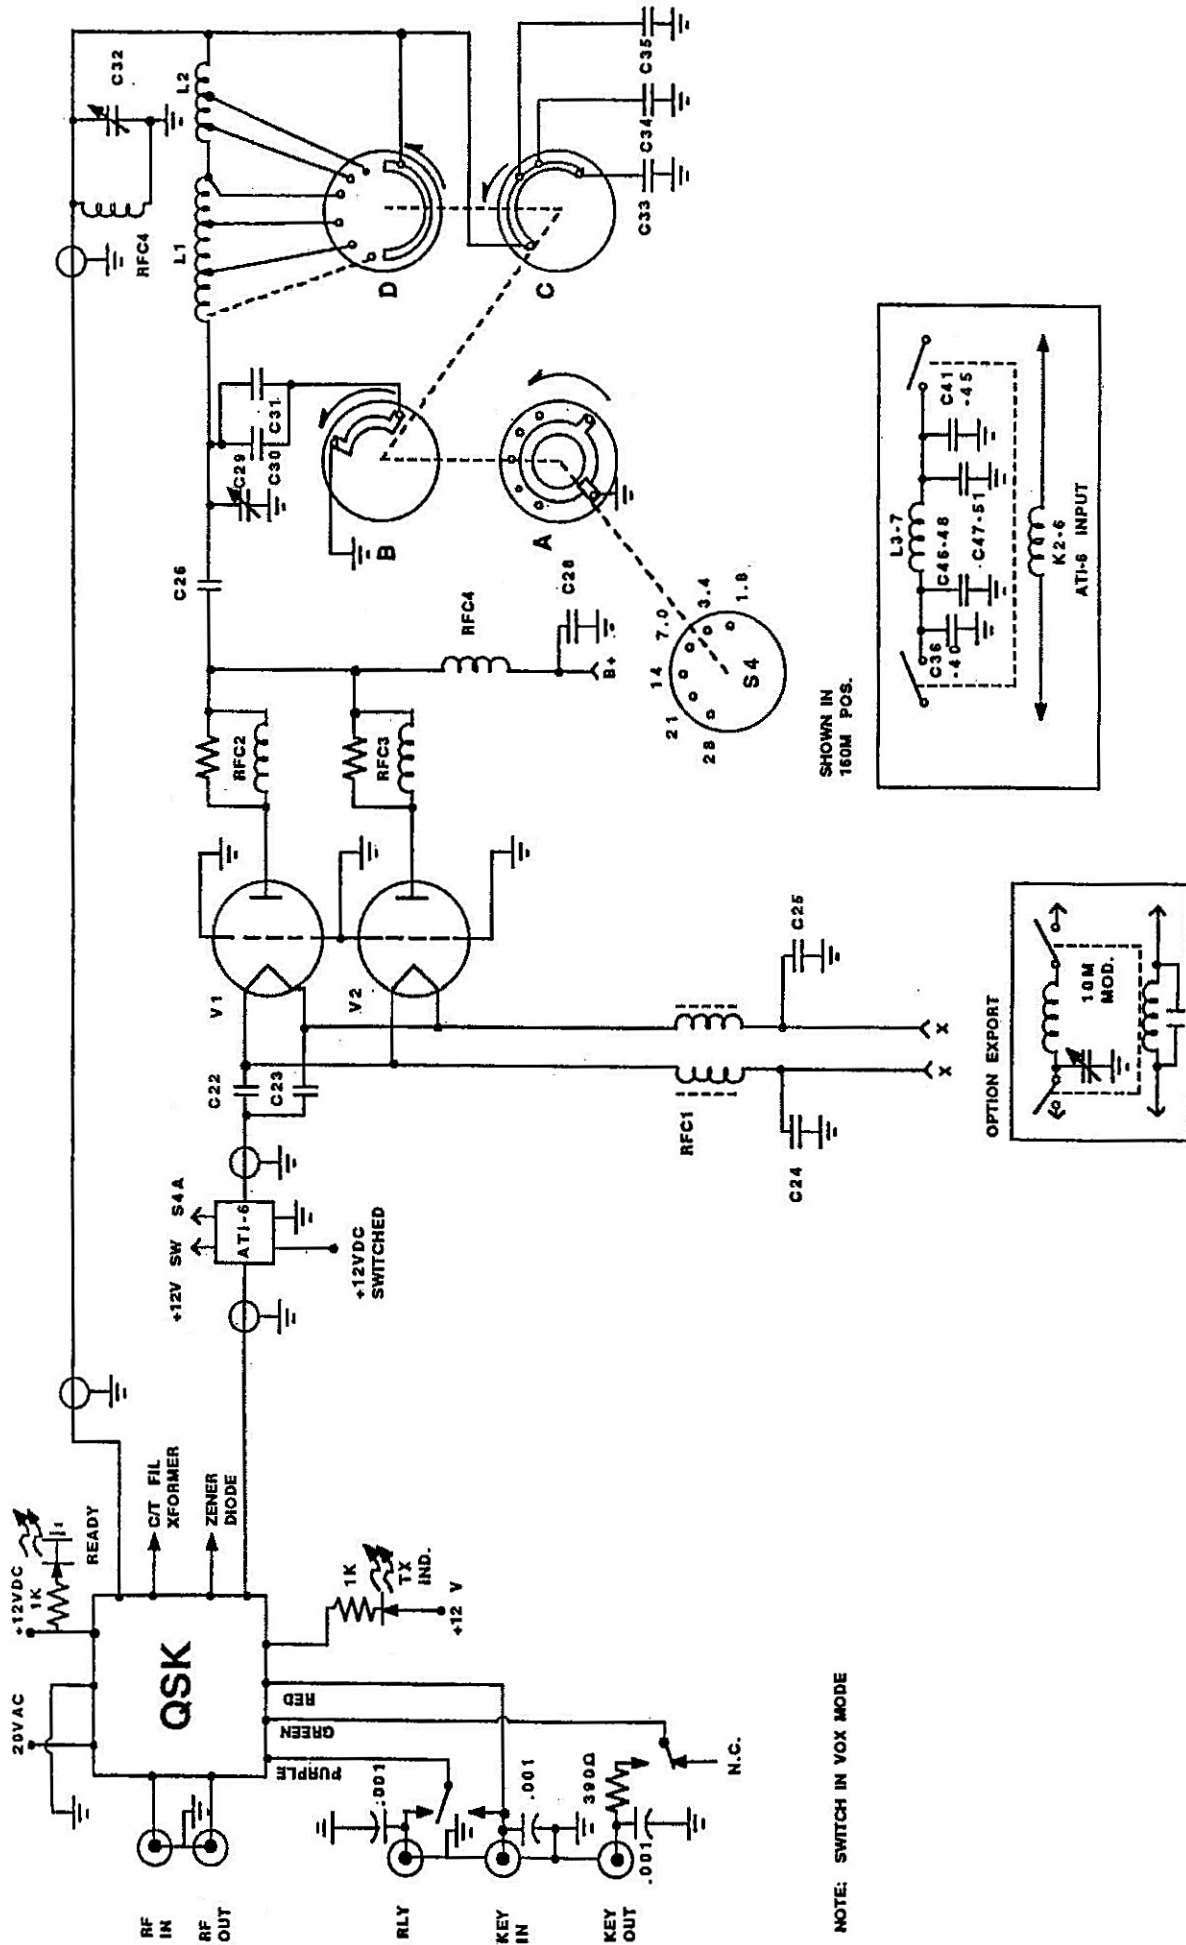 RF
IN
RF
OUT
RLY
KEY
IN
KEY
OUT
20VAC
+12VDC
1K
READY
QSK
C/T FIL
XFORMER
ZENER
DIODE
PURPLE
GREEN
RED
1K
TX
IND.
+12 V
.001
.001
390Ω
.001
N.C.
NOTE: SWITCH IN VOX MODE
+12V SW
S4A
ATI-6
+12VDC
SWITCHED
C22
C23
V1
V2
RFC1
C24
C25
X
X
RFC2
RFC3
RFC4
C28
B+
C26
C29
C30
C31
B
A
L1
L2
RFC4
C32
D
C
C33
C34
C35
S4
28
21
14
7.0
3.4
1.8
SHOWN IN
160M POS.
C36
-40
L3-7
C46-48
C47-51
C41
-45
K2-6
ATI-6 INPUT
OPTION EXPORT
10M
MOD.